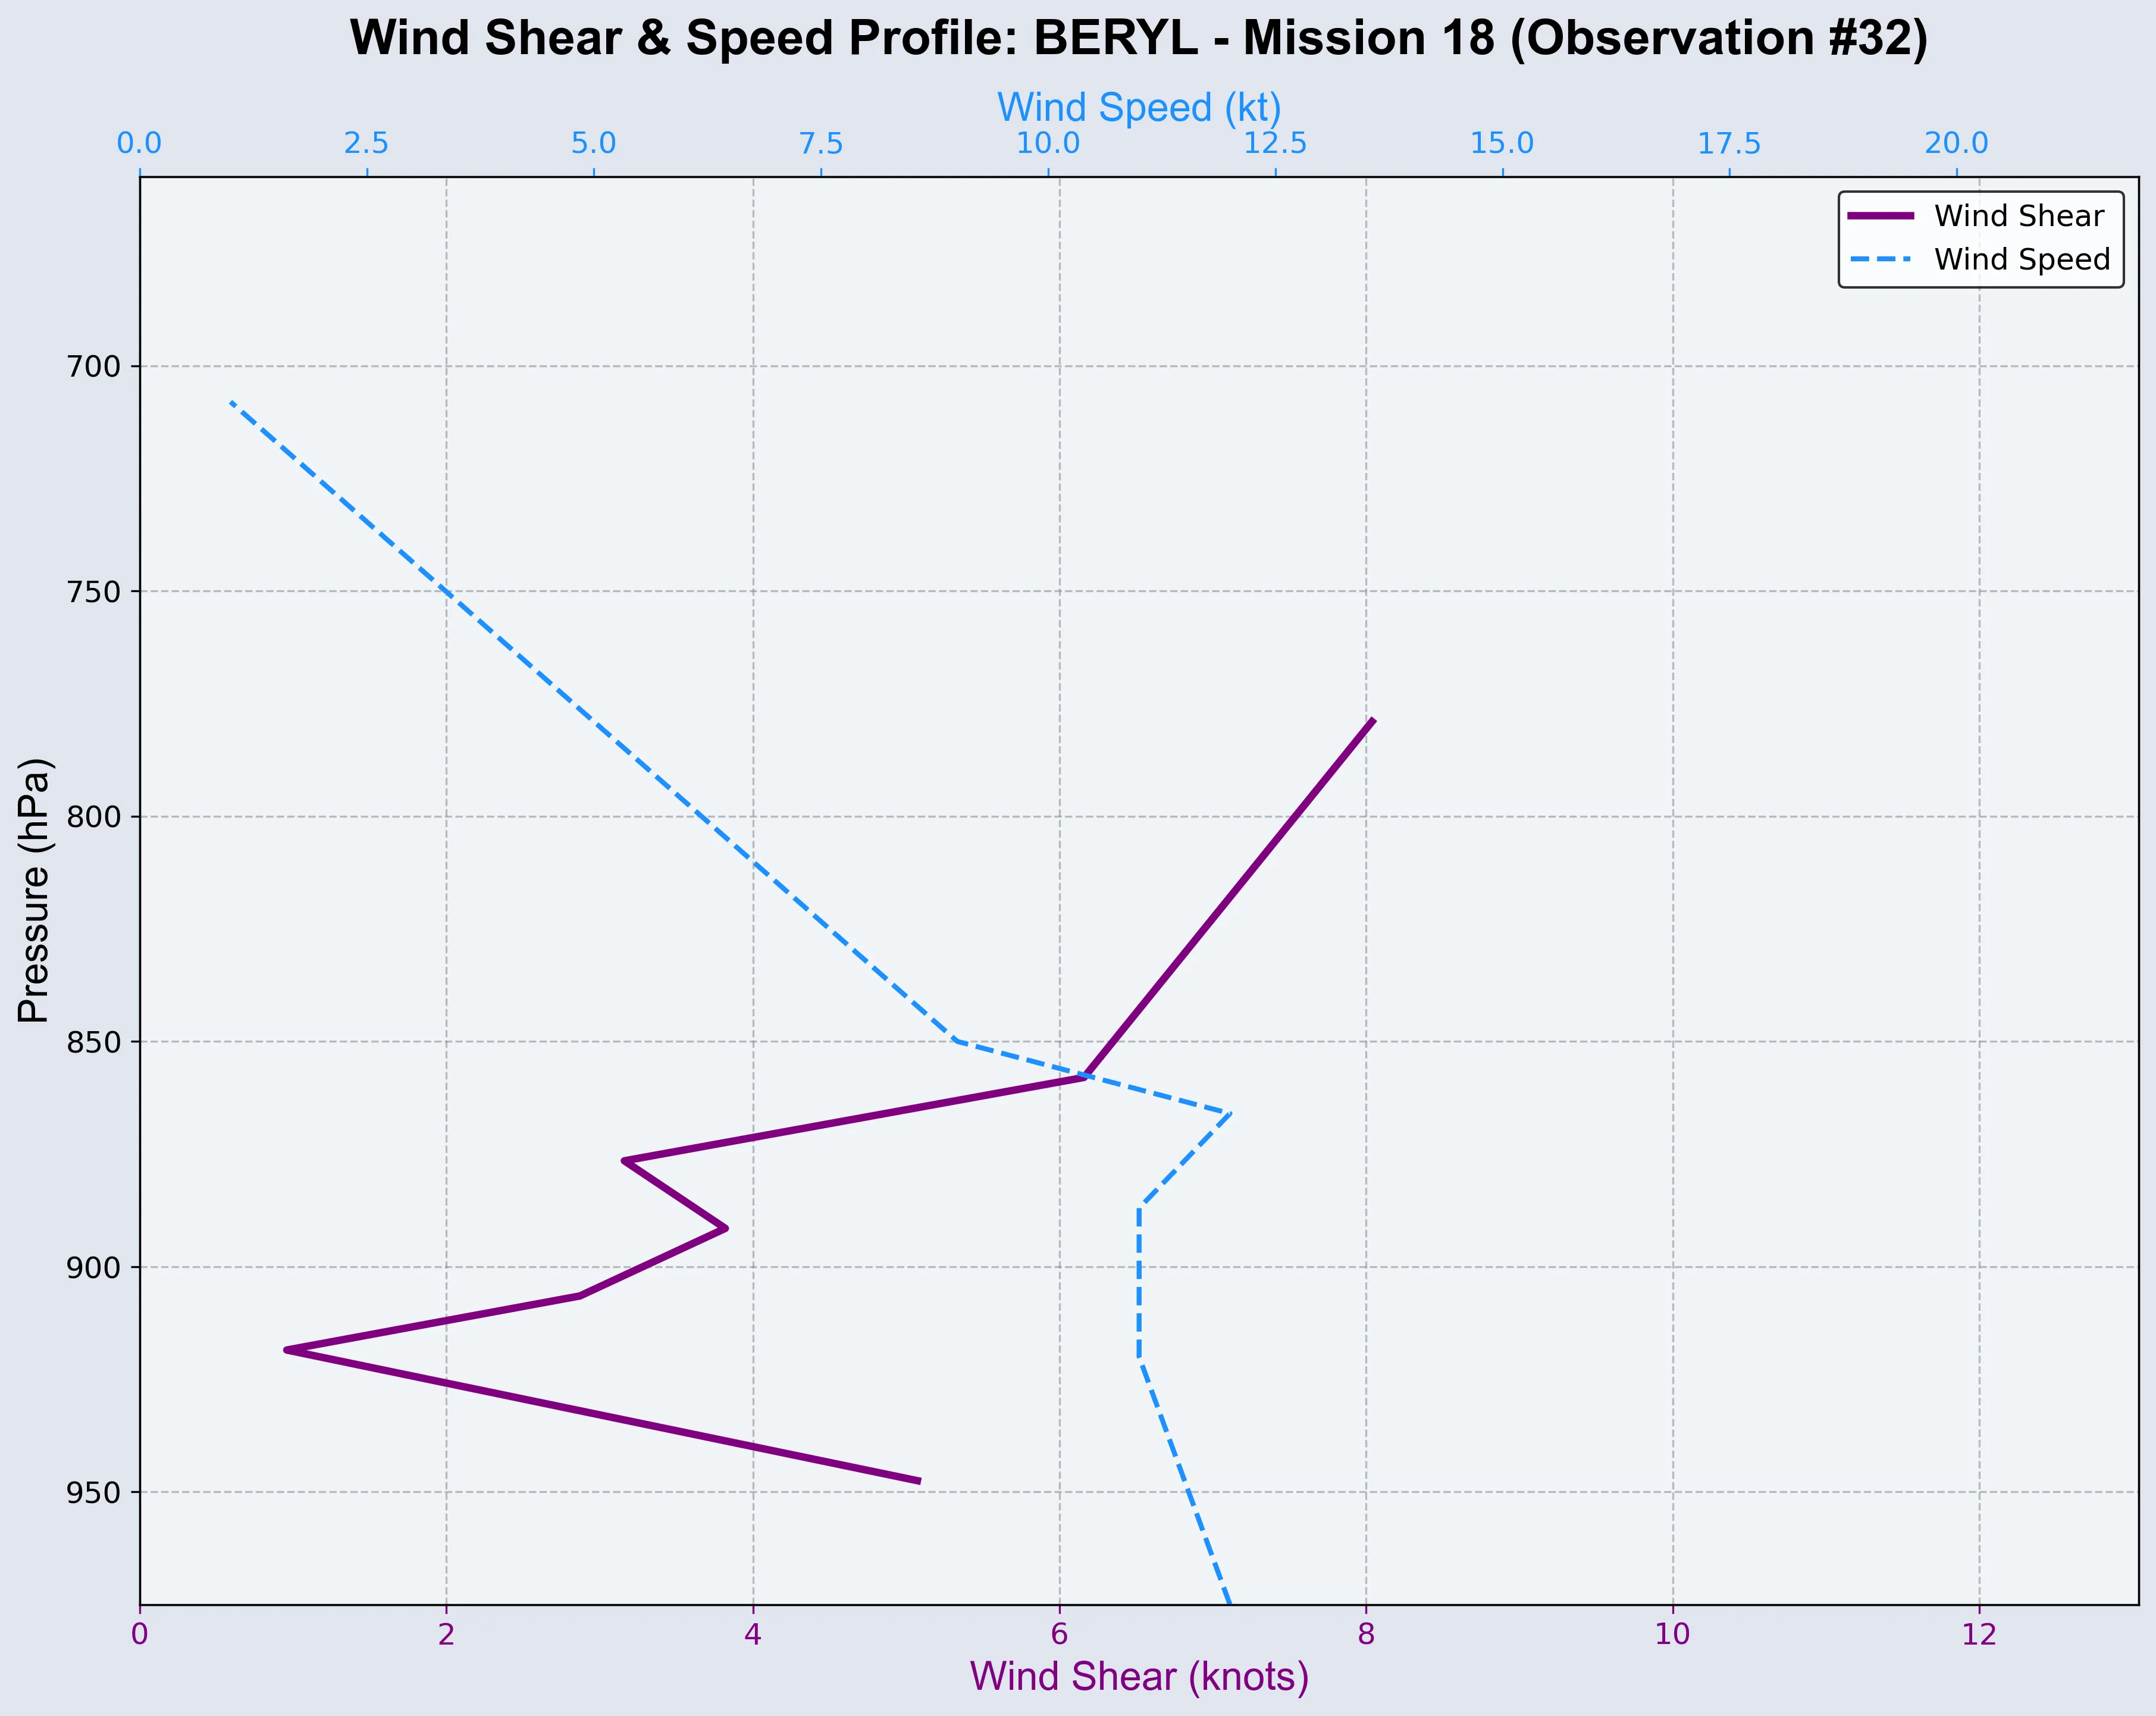 Wind Shear & Speed Profile: BERYL - Mission 18 (Observation #32)
Wind Speed (kt)
0.0 2.5 5.0 7.5 10.0 12.5 15.0 17.5 20.0
Wind Shear
Wind Speed
700
750
800
850
900
950
Pressure (hPa)
0 2 4 6 8 10 12
Wind Shear (knots)